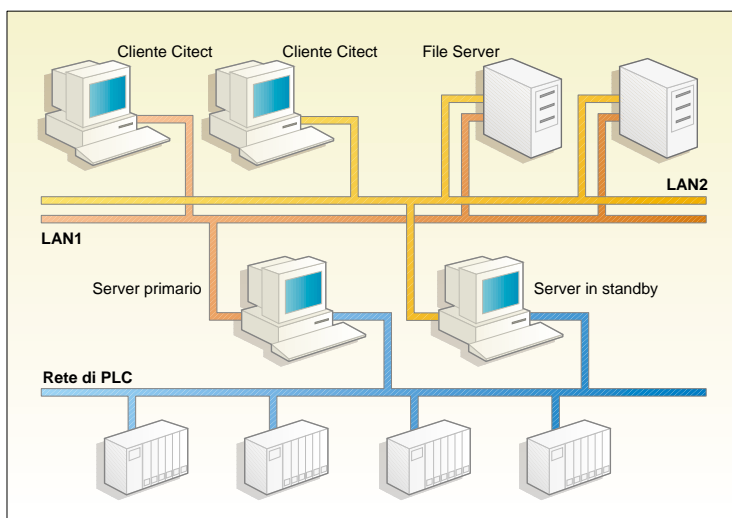 Cliente Citect
Cliente Citect
File Server
LAN2
LAN1
Server primario
Server in standby
Rete di PLC